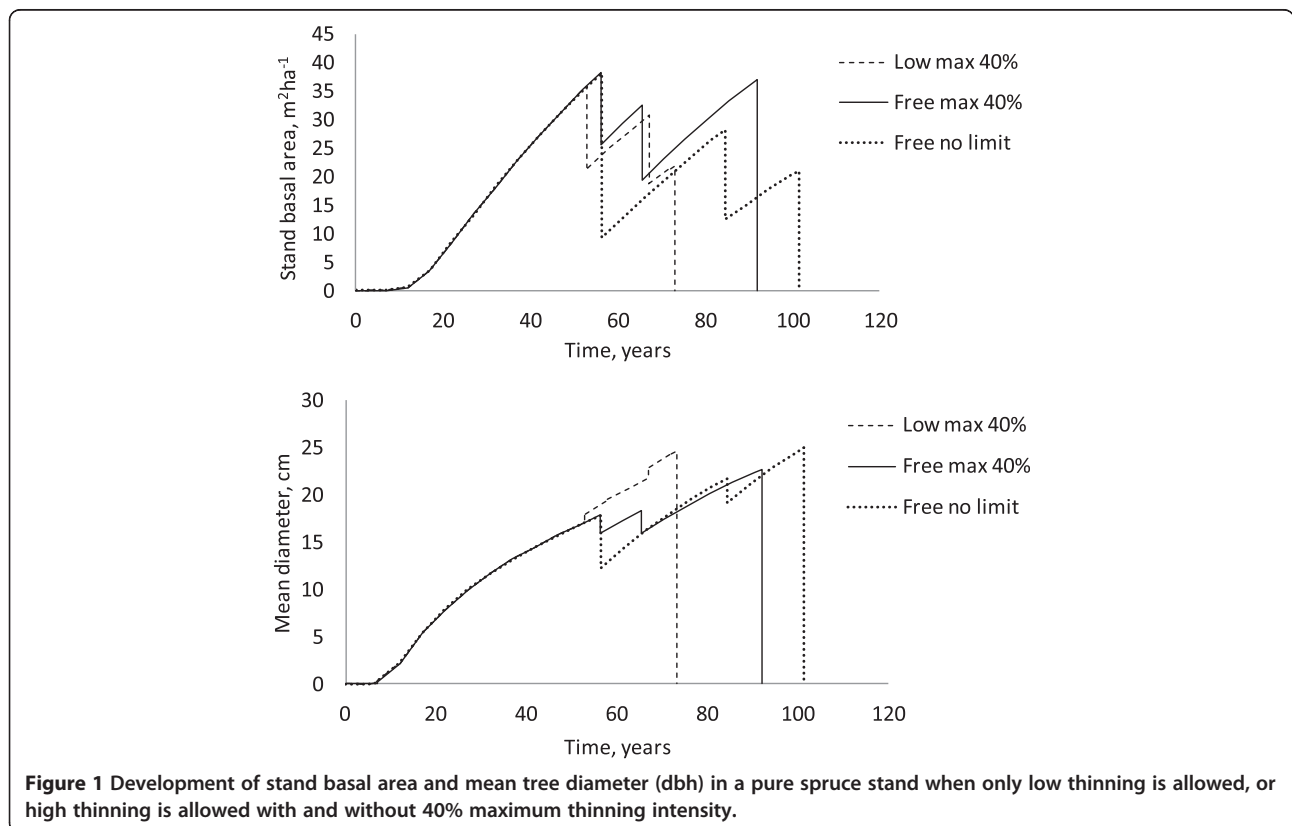 45
40
35
30
25
20
15
10
5
0
Stand basal area, m²ha⁻¹
0 20 40 60 80 100 120
Time, years
Low max 40%
Free max 40%
Free no limit
30
25
20
15
10
5
0
Mean diameter, cm
0 20 40 60 80 100 120
Time, years
Low max 40%
Free max 40%
Free no limit
Figure 1 Development of stand basal area and mean tree diameter (dbh) in a pure spruce stand when only low thinning is allowed, or
high thinning is allowed with and without 40% maximum thinning intensity.